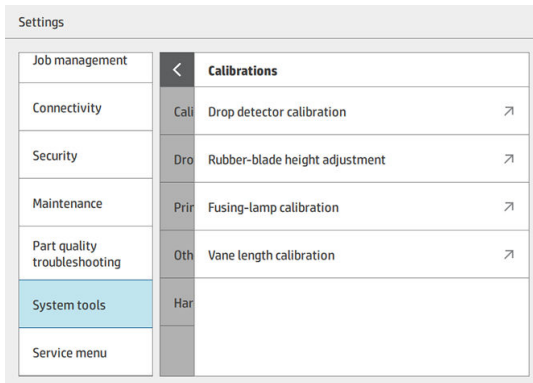 Settings
Job management
Connectivity
Security
Maintenance
Part quality
troubleshooting
System tools
Service menu
Calibrations
Cali
Drop detector calibration
Dro
Rubber-blade height adjustment
Prin
Fusing-lamp calibration
Oth
Vane length calibration
Har